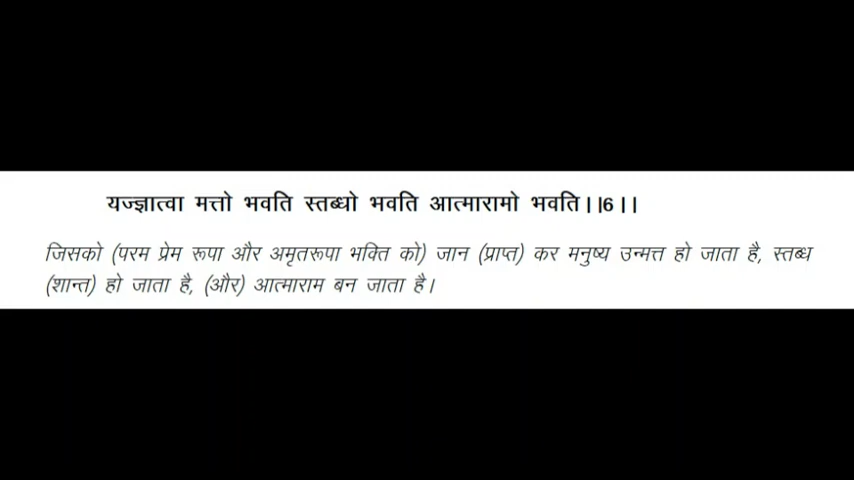 यज्ज्ञात्वा मत्तो भवति स्तब्धो भवति आत्मारामो भवति।।6।।
जिसको (परम प्रेम रूपा और अमृतरूपा भक्ति को) जान (प्राप्त) कर मनुष्य उन्मत्त हो जाता है, स्तब्ध
(शान्त) हो जाता है, (और) आत्माराम बन जाता है।